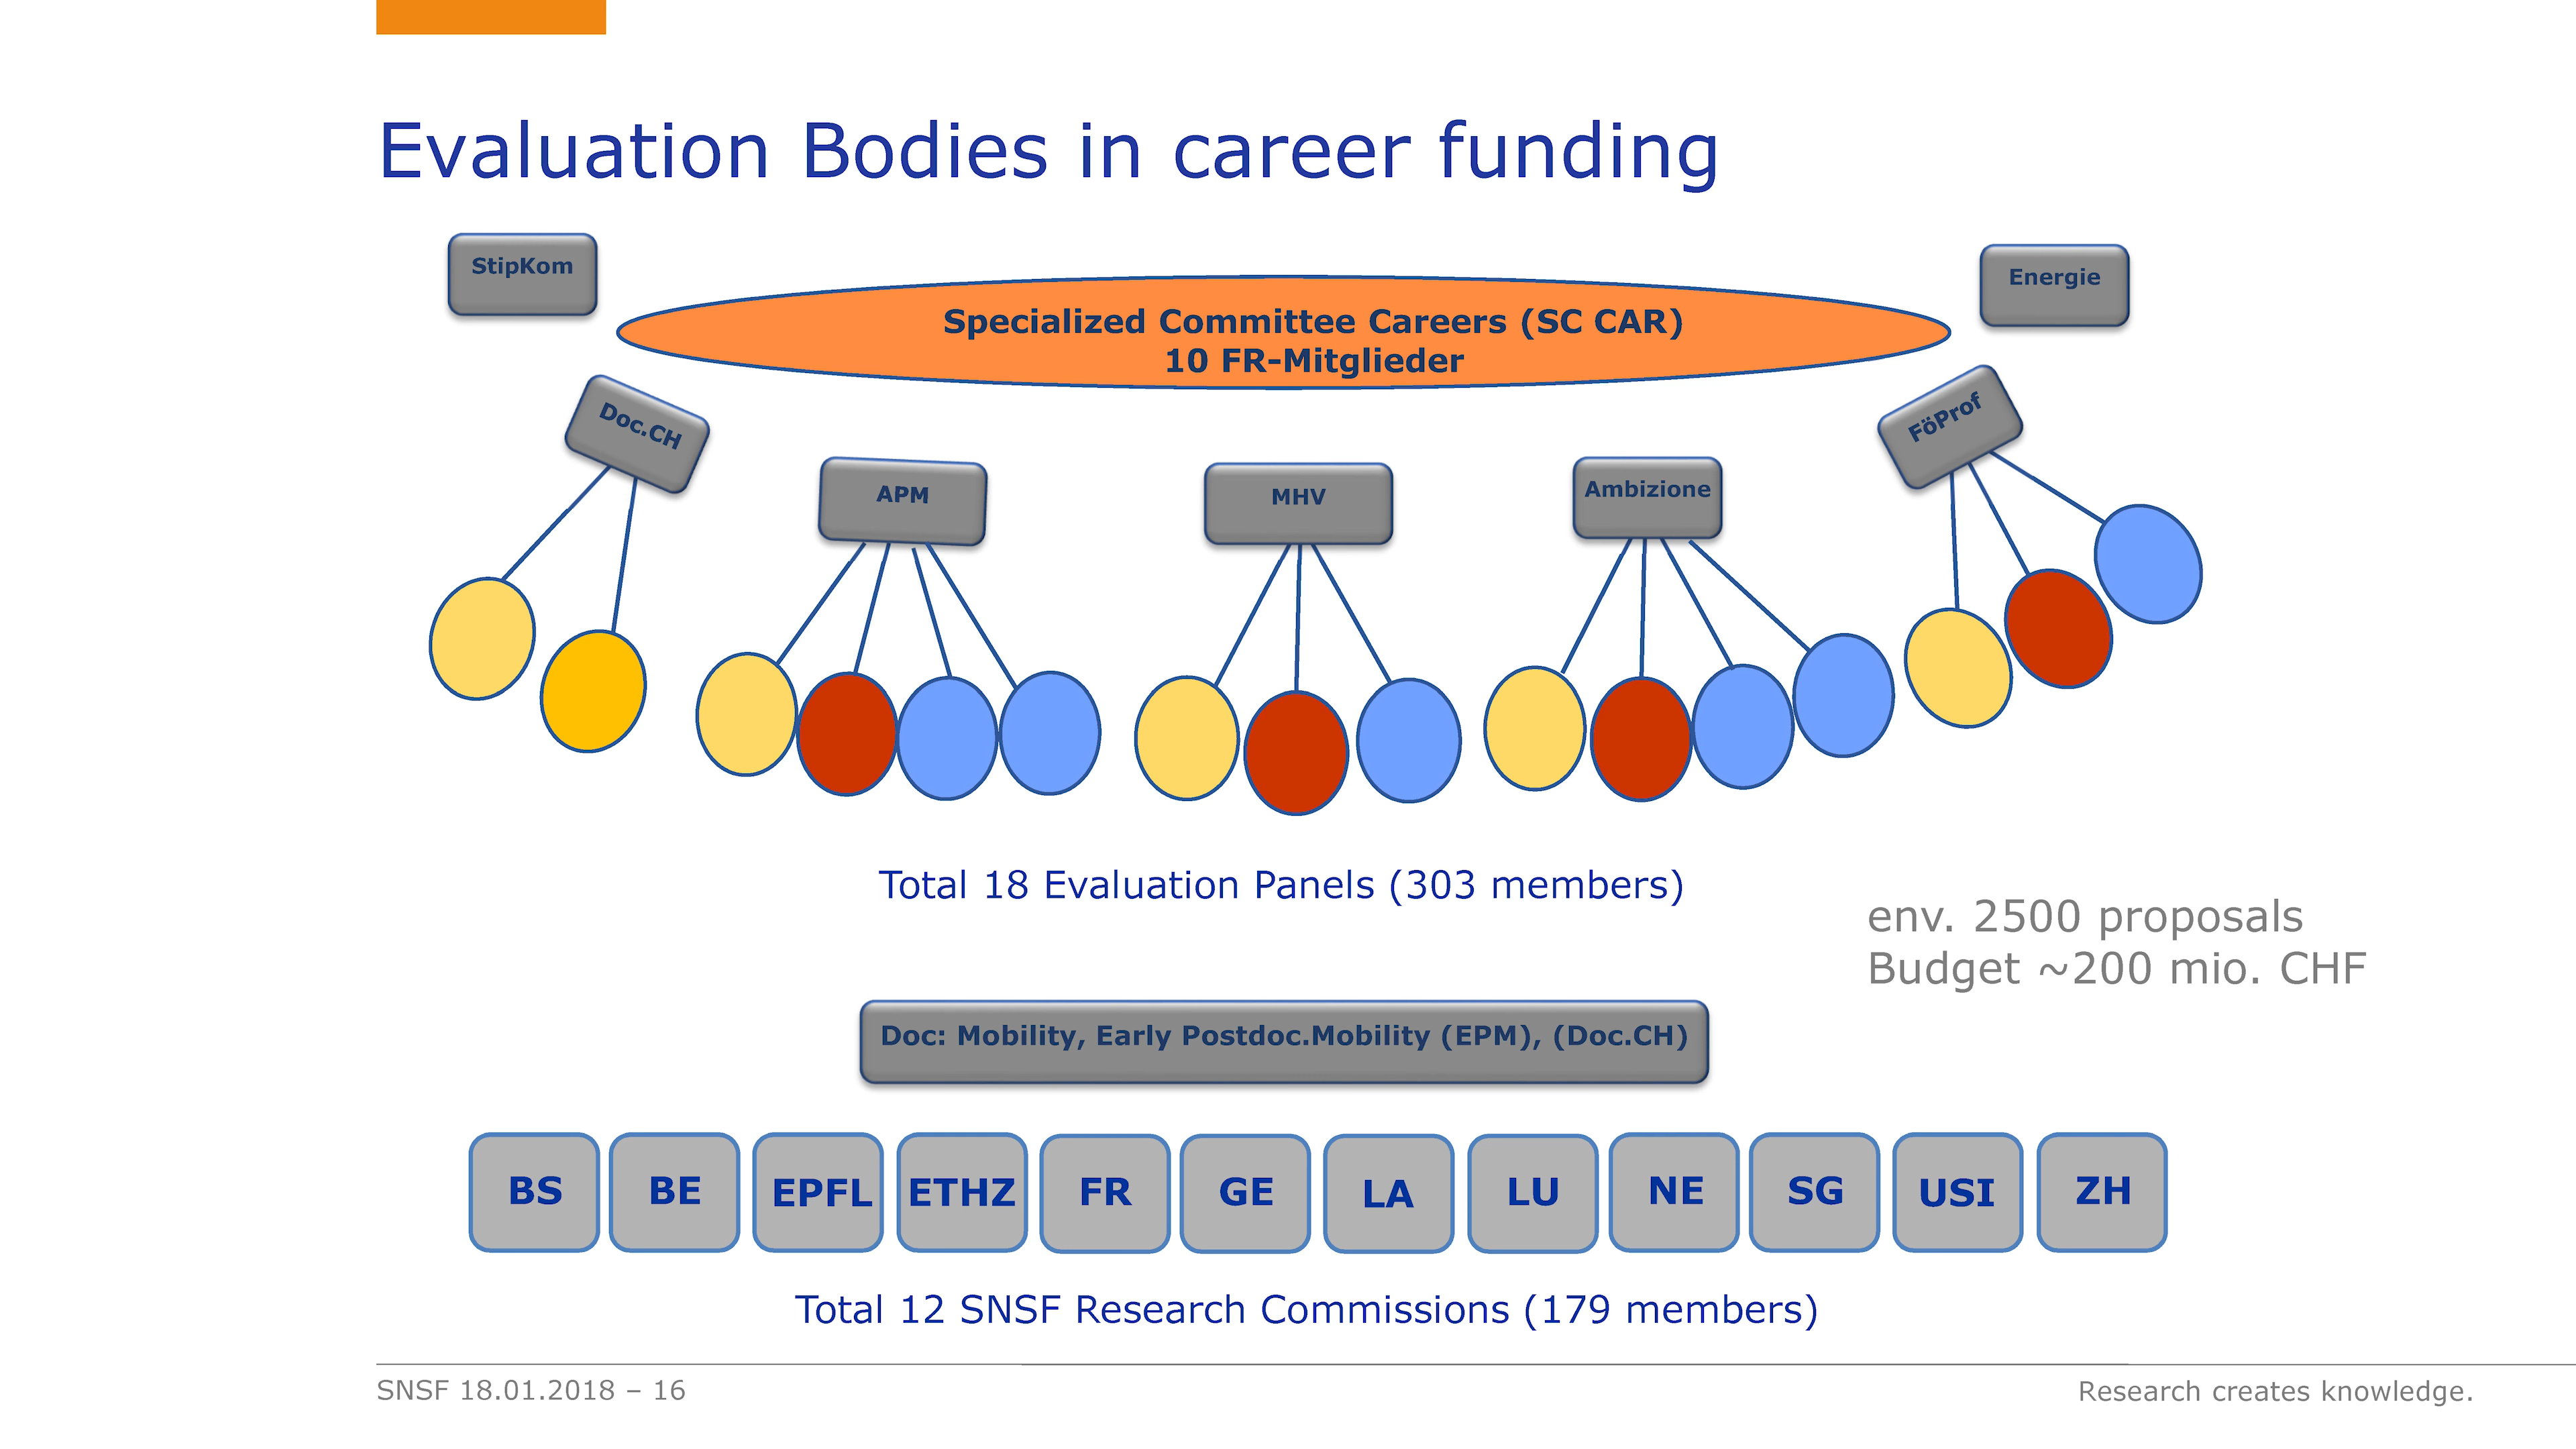 Evaluation Bodies in career funding
StipKom
Energie
Specialized Committee Careers (SC CAR)
10 FR-Mitglieder
Doc.CH
FöProf
APM
MHV
Ambizione
Total 18 Evaluation Panels (303 members)
env. 2500 proposals
Budget ~200 mio. CHF
Doc: Mobility, Early Postdoc.Mobility (EPM), (Doc.CH)
BS
BE
EPFL
ETHZ
FR
GE
LA
LU
NE
SG
USI
ZH
Total 12 SNSF Research Commissions (179 members)
SNSF 18.01.2018 – 16
Research creates knowledge.